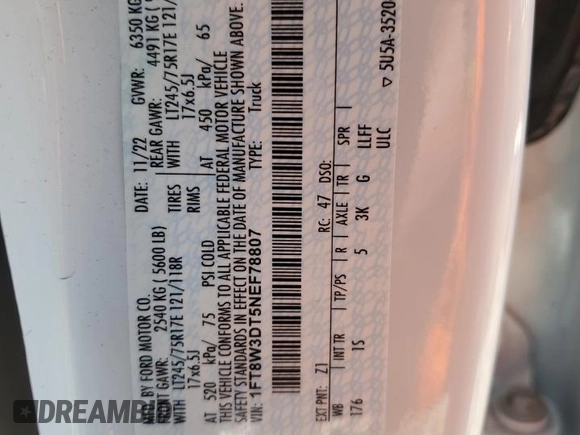 MFD. BY FORD MOTOR CO.
DATE: 11/22 GVWR: 6350 KG
FRONT GAWR: 2540 KG ( 5600 LB) REAR GAWR: 4491 KG (
WITH LT245/75R17E 121/118R TIRES WITH LT245/75R17E 121/
17x6.5J RIMS 17x6.5J
AT 520 kPa/ 75 PSI COLD AT 450 kPa/ 65
THIS VEHICLE CONFORMS TO ALL APPLICABLE FEDERAL MOTOR VEHICLE
SAFETY STANDARDS IN EFFECT ON THE DATE OF MANUFACTURE SHOWN ABOVE.
VIN: 1FT8W3DT5NEF78807 TYPE: Truck
EXT PNT: Z1 RC: 47 DSO:
WB INT TR TP/PS R AXLE TR SPR
176 IS 5 3K G LLFF
ULC
▽ 5U5A-3520
DREAMB